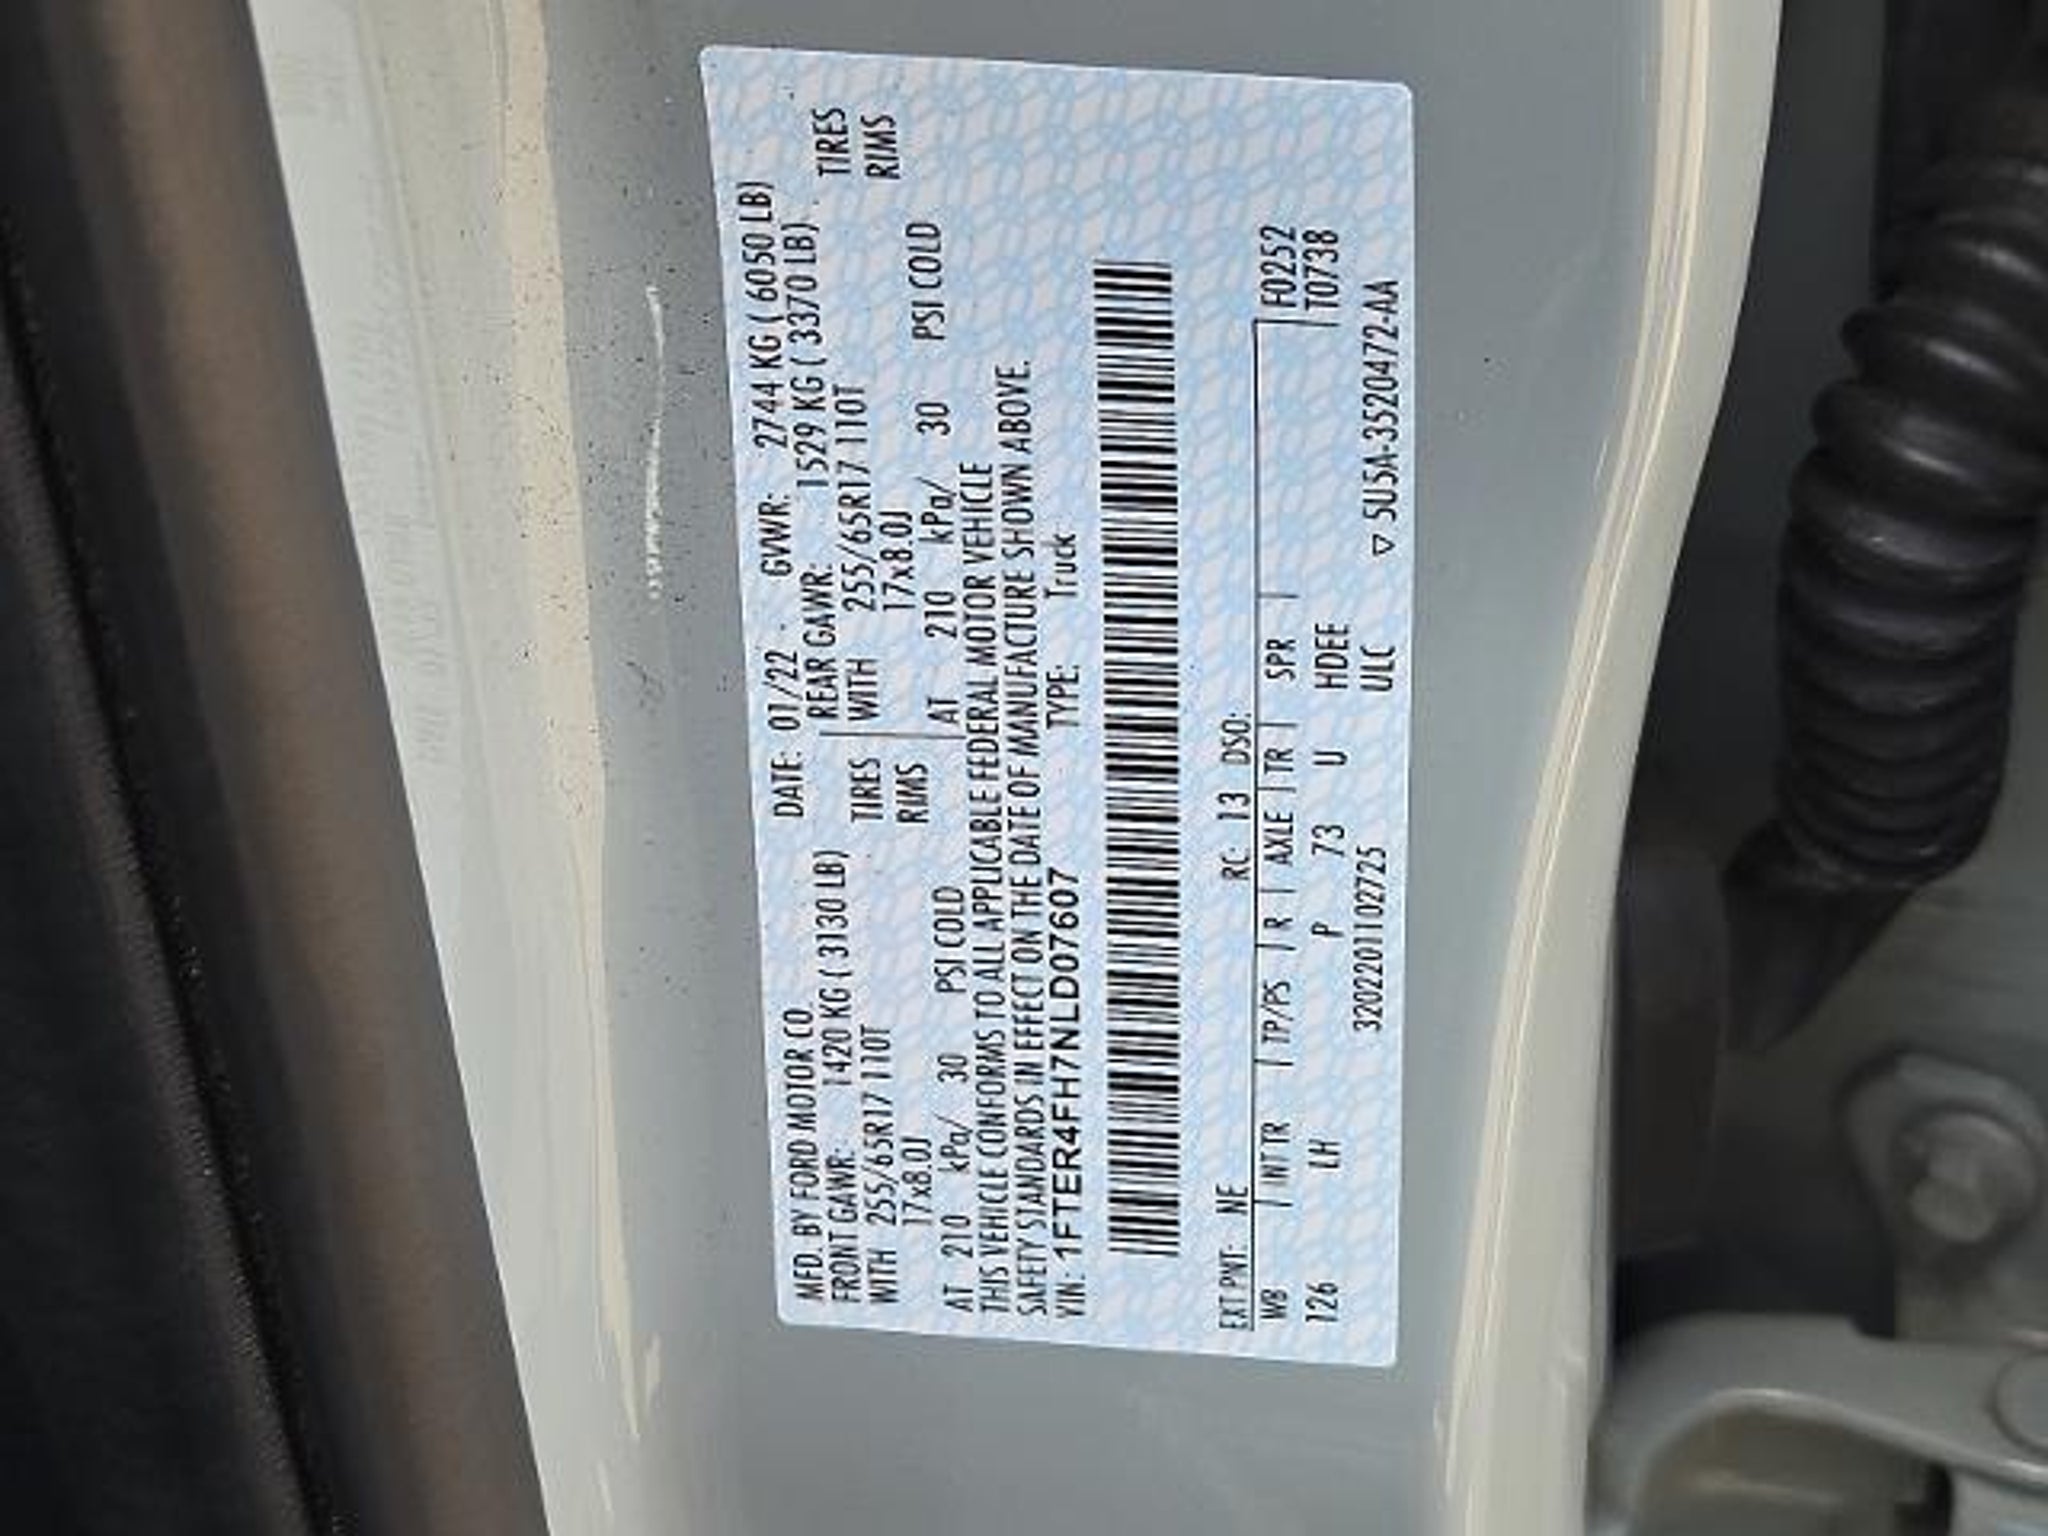 MFD. BY FORD MOTOR CO. DATE: 01/22 GVWR: 2744 KG ( 6050 LB)
FRONT GAWR: 1420 KG ( 3130 LB) REAR GAWR: 1529 KG ( 3370 LB)
WITH 255/65R17 110T TIRES WITH 255/65R17 110T TIRES
17x8.0J RIMS 17x8.0J RIMS
AT 210 kPa/ 30 PSI COLD AT 210 kPa/ 30 PSI COLD
THIS VEHICLE CONFORMS TO ALL APPLICABLE FEDERAL MOTOR VEHICLE
SAFETY STANDARDS IN EFFECT ON THE DATE OF MANUFACTURE SHOWN ABOVE.
VIN: 1FTER4FH7NLD07607 TYPE: Truck
EXT PNT: NE RC: 13 DSO:
WB | INT TR | TP/PS | R | AXLE | TR | SPR | F0252
126 LH P 73 U HDEE T0738
3202201102725 ULC ▽ 5U5A-3520472-AA